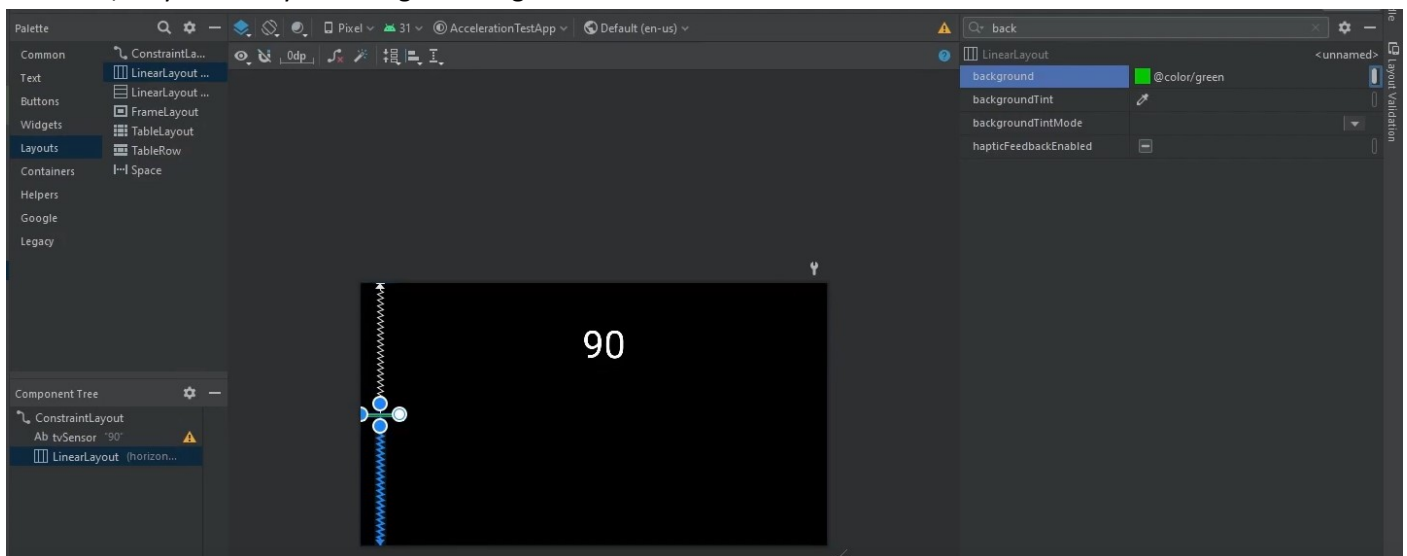 Palette
Pixel
31
AccelerationTestApp
Default (en-us)
back
Common
Text
Buttons
Widgets
Layouts
Containers
Helpers
Google
Legacy
ConstraintLa...
LinearLayout ...
LinearLayout ...
FrameLayout
TableLayout
TableRow
Space
0dp
LinearLayout
<unnamed>
background
@color/green
backgroundTint
backgroundTintMode
hapticFeedbackEnabled
Layout Validation
90
Component Tree
ConstraintLayout
Ab tvSensor "90"
LinearLayout (horizon...